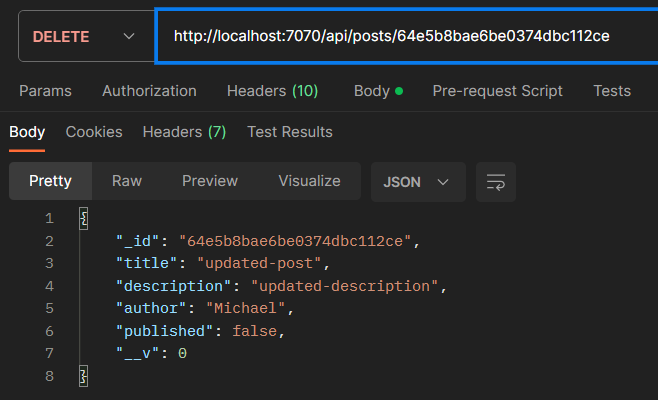 DELETE http://localhost:7070/api/posts/64e5b8bae6be0374dbc112ce
Params Authorization Headers (10) Body Pre-request Script Tests
Body Cookies Headers (7) Test Results
Pretty Raw Preview Visualize JSON
1 {
2 "_id": "64e5b8bae6be0374dbc112ce",
3 "title": "updated-post",
4 "description": "updated-description",
5 "author": "Michael",
6 "published": false,
7 "__v": 0
8 }